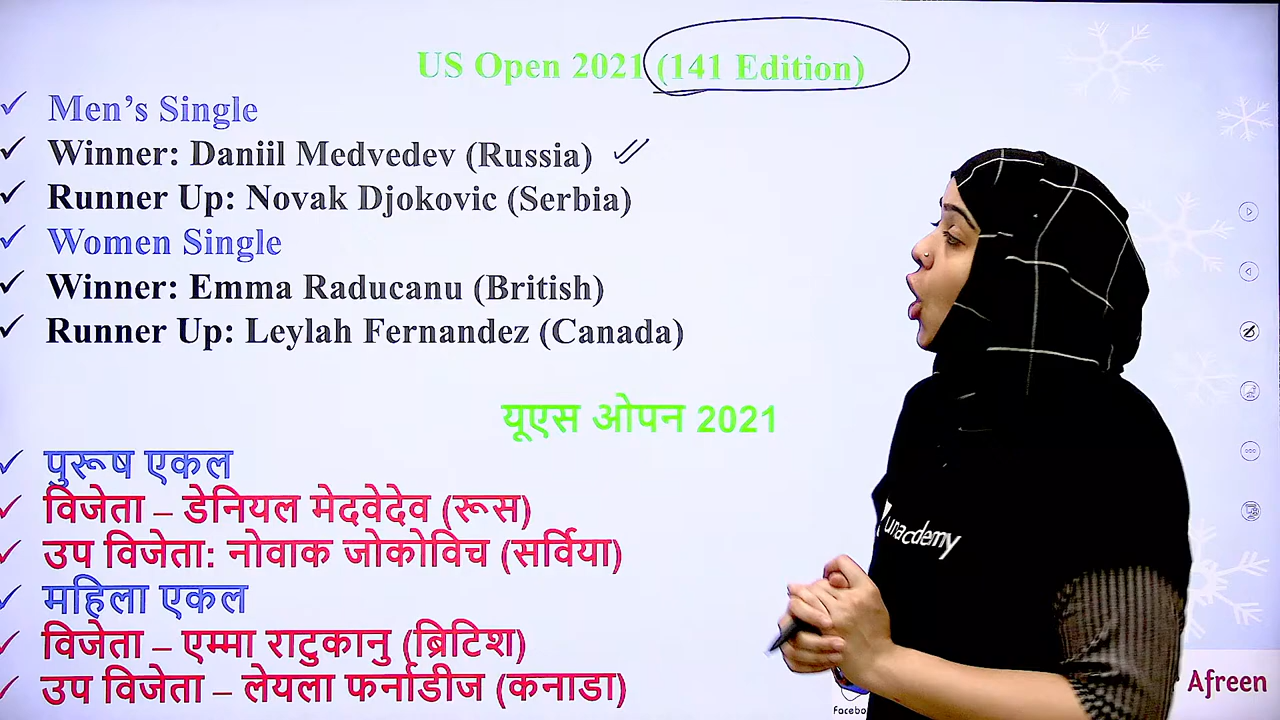 US Open 2021 (141 Edition)
✓ Men’s Single
✓ Winner: Daniil Medvedev (Russia)
✓ Runner Up: Novak Djokovic (Serbia)
✓ Women Single
✓ Winner: Emma Raducanu (British)
✓ Runner Up: Leylah Fernandez (Canada)
यूएस ओपन 2021
✓ पुरूष एकल
✓ विजेता – डेनियल मेदवेदेव (रूस)
✓ उप विजेता: नोवाक जोकोविच (सर्विया)
✓ महिला एकल
✓ विजेता – एम्मा राटुकानु (ब्रिटिश)
✓ उप विजेता – लेयला फर्नांडीज (कनाडा)
unacdemy
Afreen